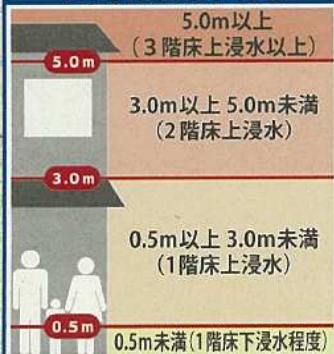 5.0m以上
(3階床上浸水以上)
5.0m
3.0m以上 5.0m未満
(2階床上浸水)
3.0m
0.5m以上 3.0m未満
(1階床上浸水)
0.5m
0.5m未満(1階床下浸水程度)